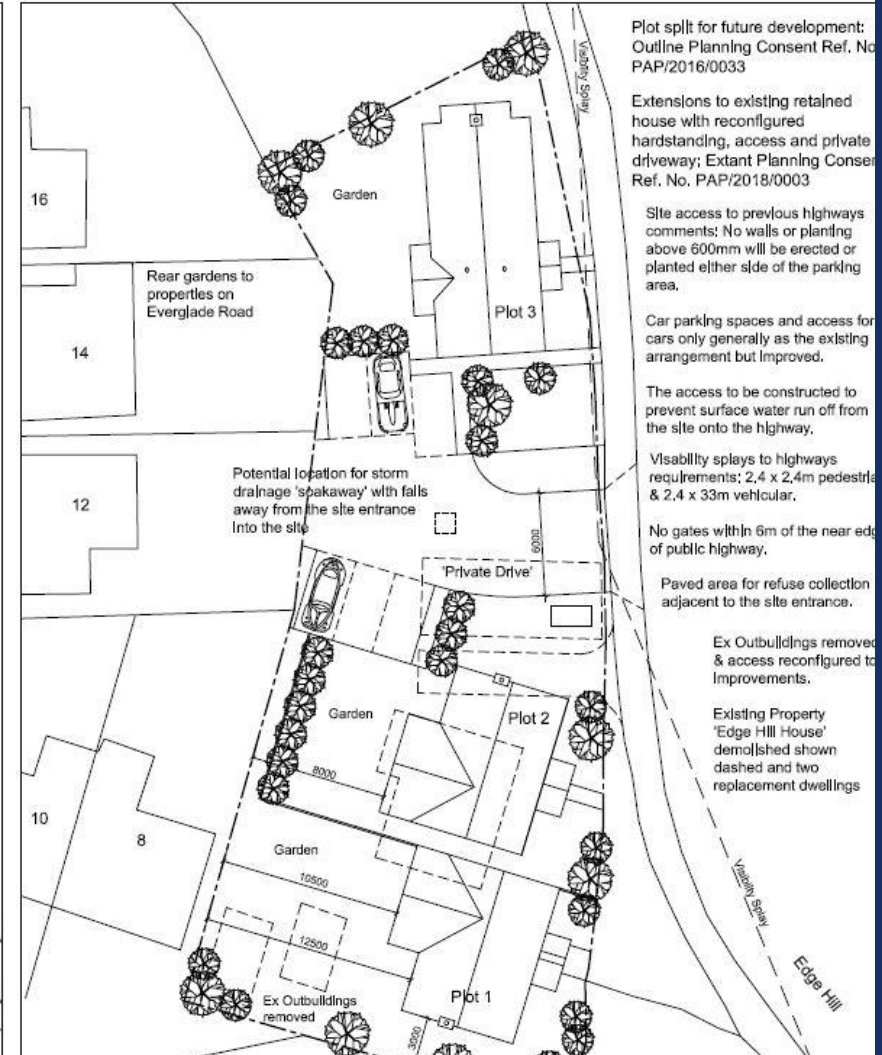 Plot split for future development:
Outline Planning Consent Ref. No
PAP/2016/0033
Extensions to existing retained
house with reconfigured
hardstanding, access and private
driveway; Extant Planning Conser
Ref. No. PAP/2018/0003
Site access to previous highways
comments: No walls or planting
above 600mm will be erected or
planted either side of the parking
area.
Car parking spaces and access for
cars only generally as the existing
arrangement but improved.
The access to be constructed to
prevent surface water run off from
the site onto the highway.
Visability splays to highways
requirements; 2.4 x 2.4m pedestria
& 2.4 x 33m vehicular.
No gates within 6m of the near edg
of public highway.
Paved area for refuse collection
adjacent to the site entrance.
Ex Outbuildings removed
& access reconfigured to
improvements.
Existing Property
'Edge Hill House'
demolished shown
dashed and two
replacement dwellings
Visibility Splay
16
Garden
Rear gardens to
properties on
Everglade Road
Plot 3
14
Potential location for storm
drainage 'soakaway' with falls
away from the site entrance
into the site
12
6000
'Private Drive'
Garden
Plot 2
8000
10
8
Garden
10500
12500
Visibility Splay
Edge Hill
Ex Outbuildings
removed
Plot 1
3000